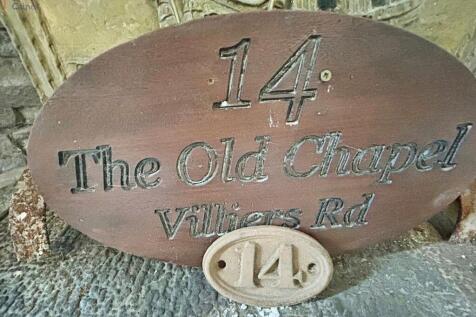 14
The Old Chapel
Villiers Rd
14